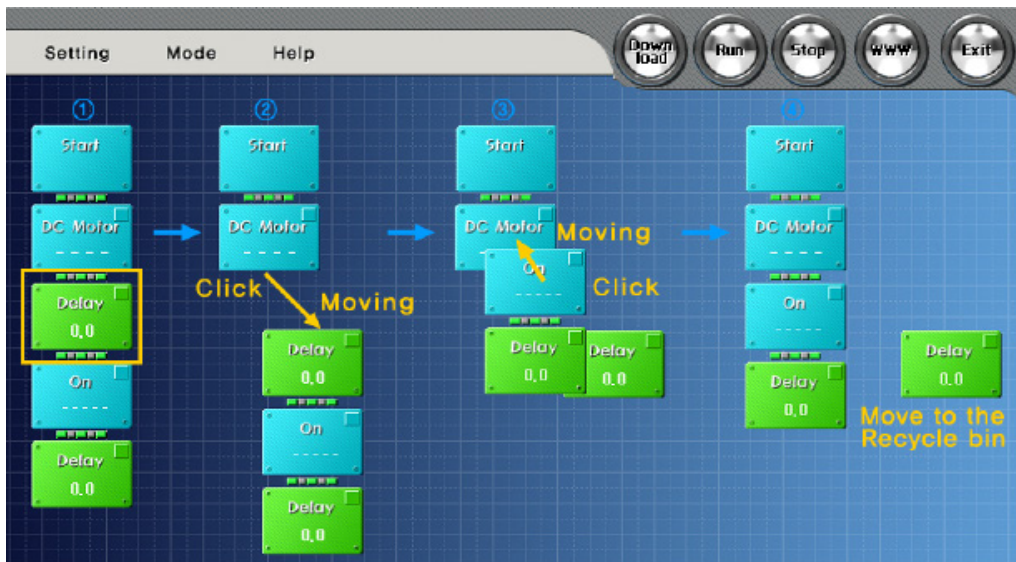 Setting Mode Help
Down
load
Run
Stop
WWW
Exit
①
Start
DC Motor
- - - -
Delay
0.0
On
- - - - -
Delay
0.0
②
Start
DC Motor
- - - -
Click
Moving
Delay
0.0
On
- - - - -
Delay
0.0
③
Start
DC Motor
Moving
On
- - - - -
Click
Delay
0.0
Delay
0.0
④
Start
DC Motor
- - - -
On
- - - - -
Delay
0.0
Delay
0.0
Move to the
Recycle bin